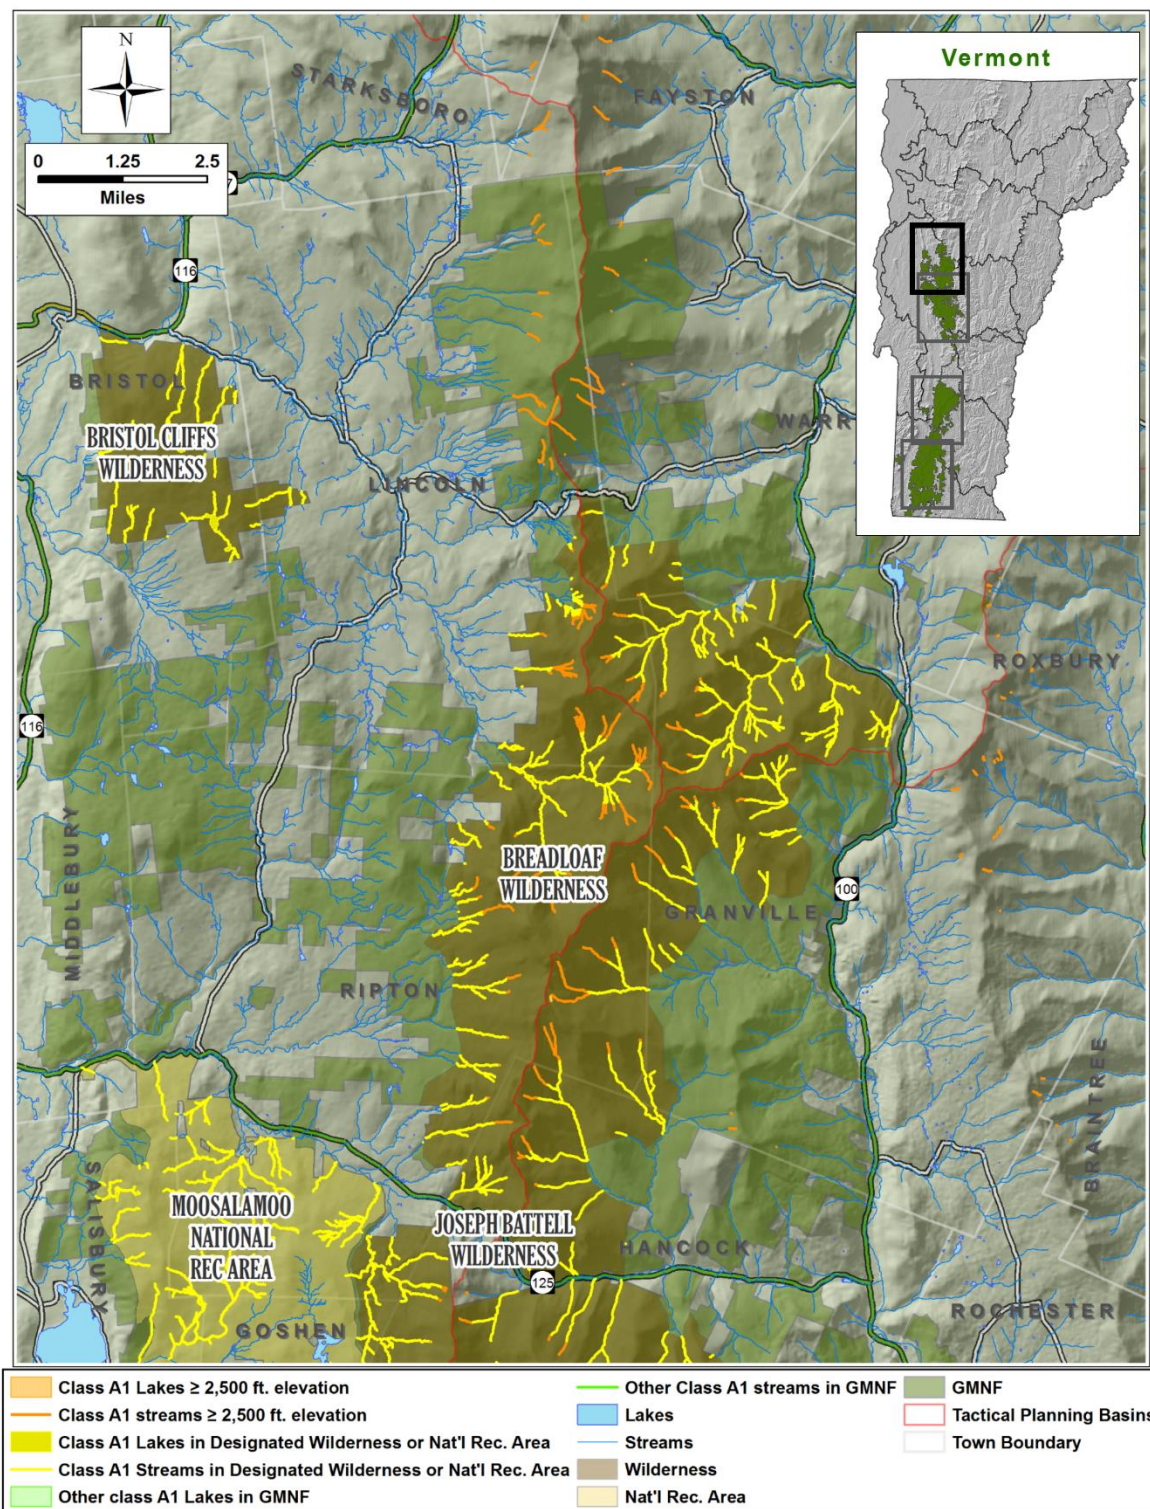 N
0 1.25 2.5
Miles
Vermont
STARKSBORO
FAYSTON
116
BRISTOL
BRISTOL CLIFFS
WILDERNESS
WARR
LINCOLN
ROXBURY
116
MIDDLEBURY
BREADLOAF
WILDERNESS
100
GRANVILLE
RIPTON
BRAINTREE
SALISBURY
MOOSALAMOO
NATIONAL
REC AREA
JOSEPH BATTELL
WILDERNESS
HANCOCK
125
ROCHESTER
GOSHEN
Class A1 Lakes ≥ 2,500 ft. elevation
Class A1 streams ≥ 2,500 ft. elevation
Class A1 Lakes in Designated Wilderness or Nat'l Rec. Area
Class A1 Streams in Designated Wilderness or Nat'l Rec. Area
Other class A1 Lakes in GMNF
Other Class A1 streams in GMNF
Lakes
Streams
Wilderness
Nat'l Rec. Area
GMNF
Tactical Planning Basins
Town Boundary